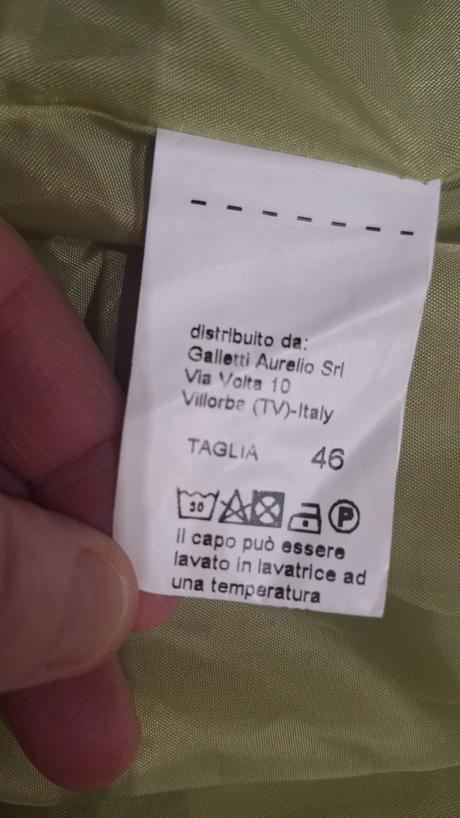 distribuito da:
Galletti Aurelio Srl
Via Volta 10
Villorba (TV)-Italy
TAGLIA 46
30 P
il capo può essere
lavato in lavatrice ad
una temperatura